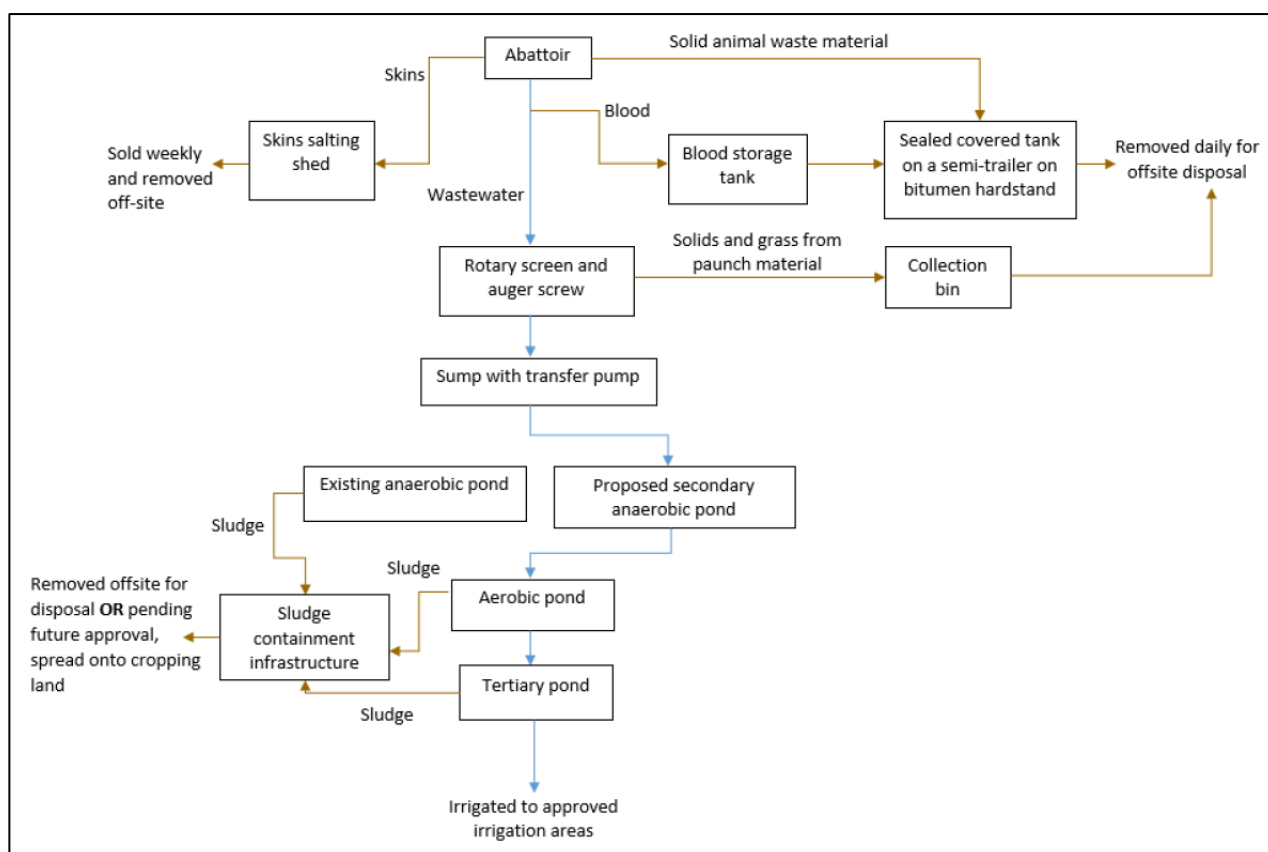 Solid animal waste material
Abattoir
Skins
Blood
Skins salting
shed
Sold weekly
and removed
off-site
Blood storage
tank
Sealed covered tank
on a semi-trailer on
bitumen hardstand
Removed daily for
offsite disposal
Wastewater
Rotary screen and
auger screw
Solids and grass from
paunch material
Collection
bin
Sump with transfer pump
Existing anaerobic pond
Proposed secondary
anaerobic pond
Sludge
Sludge
Removed offsite for
disposal OR pending
future approval,
spread onto cropping
land
Sludge
containment
infrastructure
Aerobic pond
Tertiary pond
Sludge
Irrigated to approved
irrigation areas